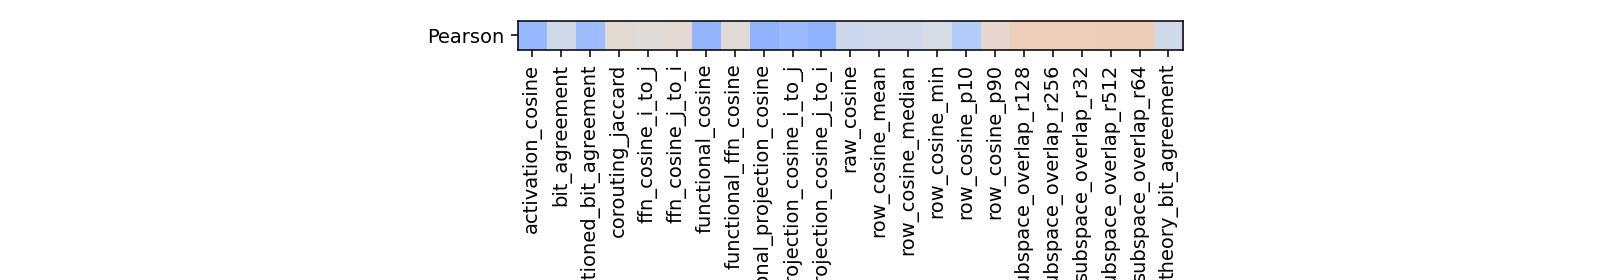 Pearson
activation_cosine
bit_agreement
tioned_bit_agreement
corouting_jaccard
ffn_cosine_i_to_j
ffn_cosine_j_to_i
functional_cosine
functional_ffn_cosine
nal_projection_cosine
rojection_cosine_i_to_j
rojection_cosine_j_to_i
raw_cosine
row_cosine_mean
row_cosine_median
row_cosine_min
row_cosine_p10
row_cosine_p90
ubspace_overlap_r128
ubspace_overlap_r256
subspace_overlap_r32
ubspace_overlap_r512
subspace_overlap_r64
theory_bit_agreement